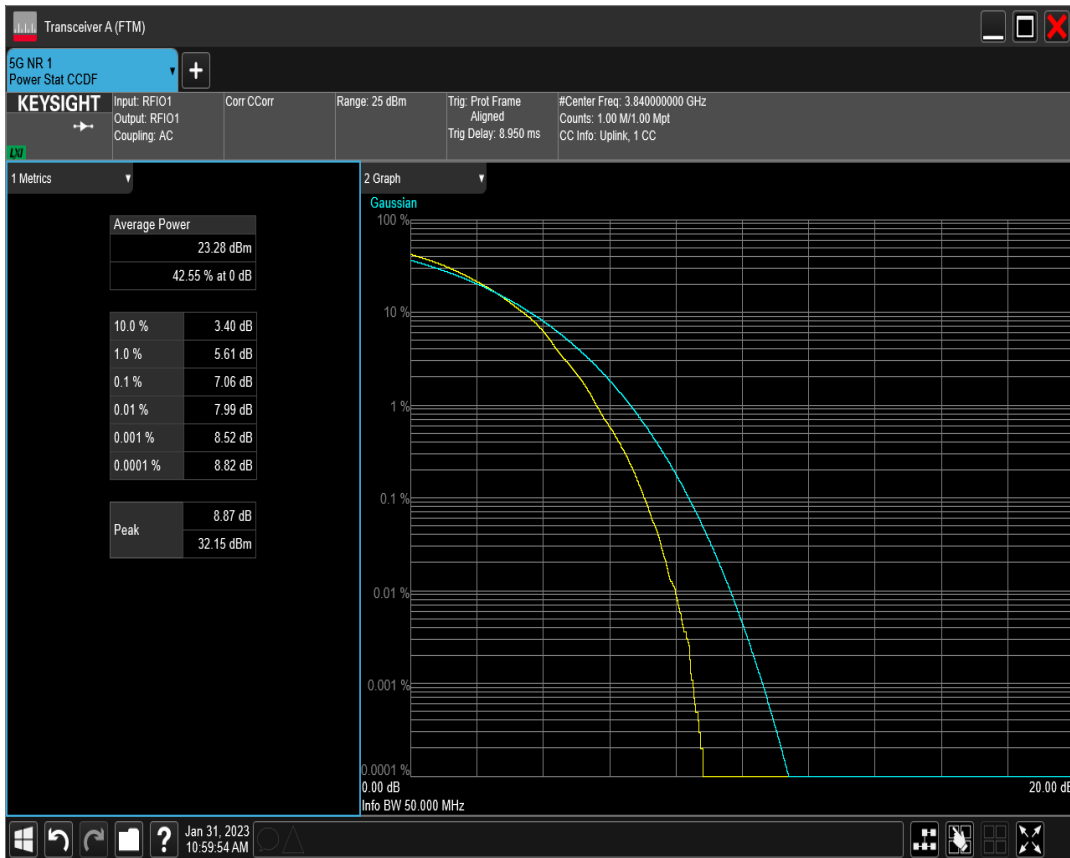 Transceiver A (FTM)
5G NR 1
Power Stat CCDF
+
KEYSIGHT
LXI
Input: RFIO1
Output: RFIO1
Coupling: AC
Corr CCorr
Range: 25 dBm
Trig: Prot Frame
Aligned
Trig Delay: 8.950 ms
#Center Freq: 3.840000000 GHz
Counts: 1.00 M/1.00 Mpt
CC Info: Uplink, 1 CC
1 Metrics
Average Power
23.28 dBm
42.55 % at 0 dB
10.0 % 3.40 dB
1.0 % 5.61 dB
0.1 % 7.06 dB
0.01 % 7.99 dB
0.001 % 8.52 dB
0.0001 % 8.82 dB
Peak 8.87 dB
32.15 dBm
2 Graph
Gaussian
100 %
10 %
1 %
0.1 %
0.01 %
0.001 %
0.0001 %
0.00 dB 20.00 dB
Info BW 50.000 MHz
?
Jan 31, 2023
10:59:54 AM